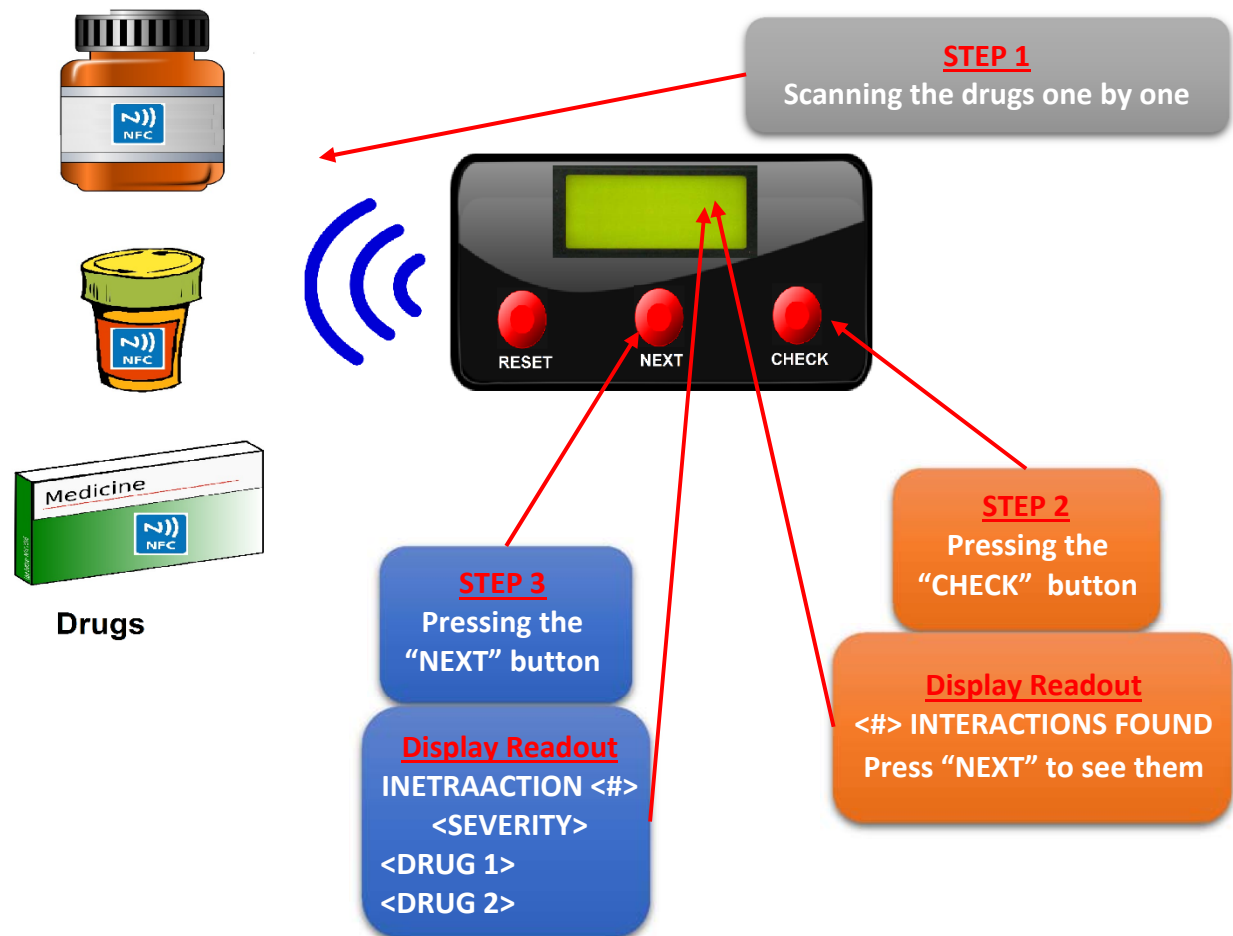 STEP 1
Scanning the drugs one by one
NFC
RESET
NEXT
CHECK
NFC
Medicine
NFC
Drugs
STEP 2
Pressing the
“CHECK” button
Display Readout
<#> INTERACTIONS FOUND
Press “NEXT” to see them
STEP 3
Pressing the
“NEXT” button
Display Readout
INETRAACTION <#>
<SEVERITY>
<DRUG 1>
<DRUG 2>